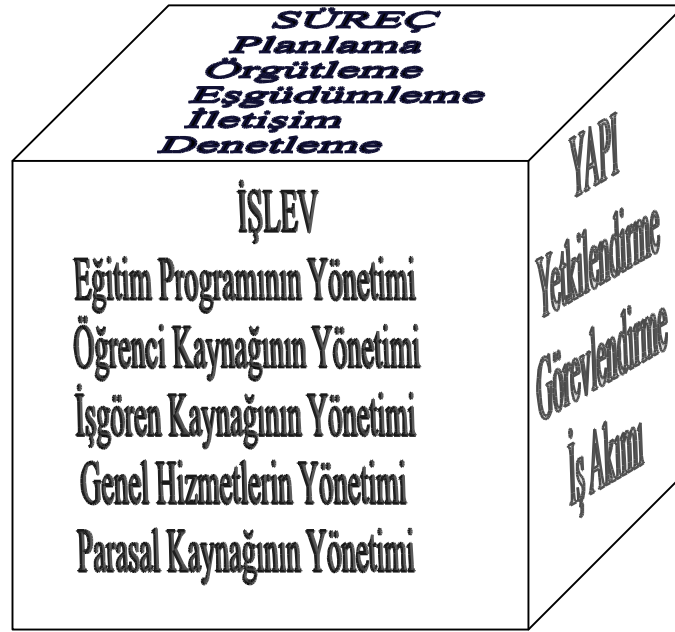 SÜREÇ
Planlama
Örgütleme
Eşgüdümleme
İletişim
Denetleme
İŞLEV
Eğitim Programının Yönetimi
Öğrenci Kaynağının Yönetimi
İşgören Kaynağının Yönetimi
Genel Hizmetlerin Yönetimi
Parasal Kaynağının Yönetimi
YAPI
Yetkilendirme
Görevlendirme
İş Akımı